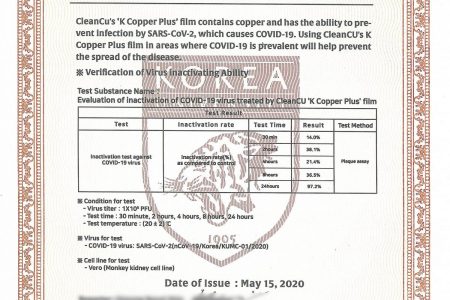 CleanCu's 'K Copper Plus' film contains copper and has the ability to pre-
vent infection by SARS-CoV-2, which causes COVID-19. Using CleanCU's K
Copper Plus film in areas where COVID-19 is prevalent will help prevent
the spread of the disease.
※ Verification of Virus inactivating Ability
Test Substance Name :
Evaluation of inactivation of COVID-19 virus treated by CleanCU 'K Copper Plus' film
Test Result
Test Inactivation rate Test Time Result Test Method
30min 14.0%
2hours 38.1%
Inactivation test against COVID-19 virus Inactivation rate(%) as compared to control 4hours 21.4% Plaque assay
8hours 36.5%
24hours 97.2%
※ Condition for test
- Virus titer : 1X10⁶ PFU
- Test time : 30 minute, 2 hours, 4 hours, 8 hours, 24 hours
- Test temperature : (20 ± 2)˚C
※ Virus for test
- COVID-19 virus: SARS-CoV-2(nCoV-19/Korea/KUMC-01/2020)
※ Cell line for test
- Vero (Monkey kidney cell line)
Date of Issue : May 15, 2020
KOREA
1905